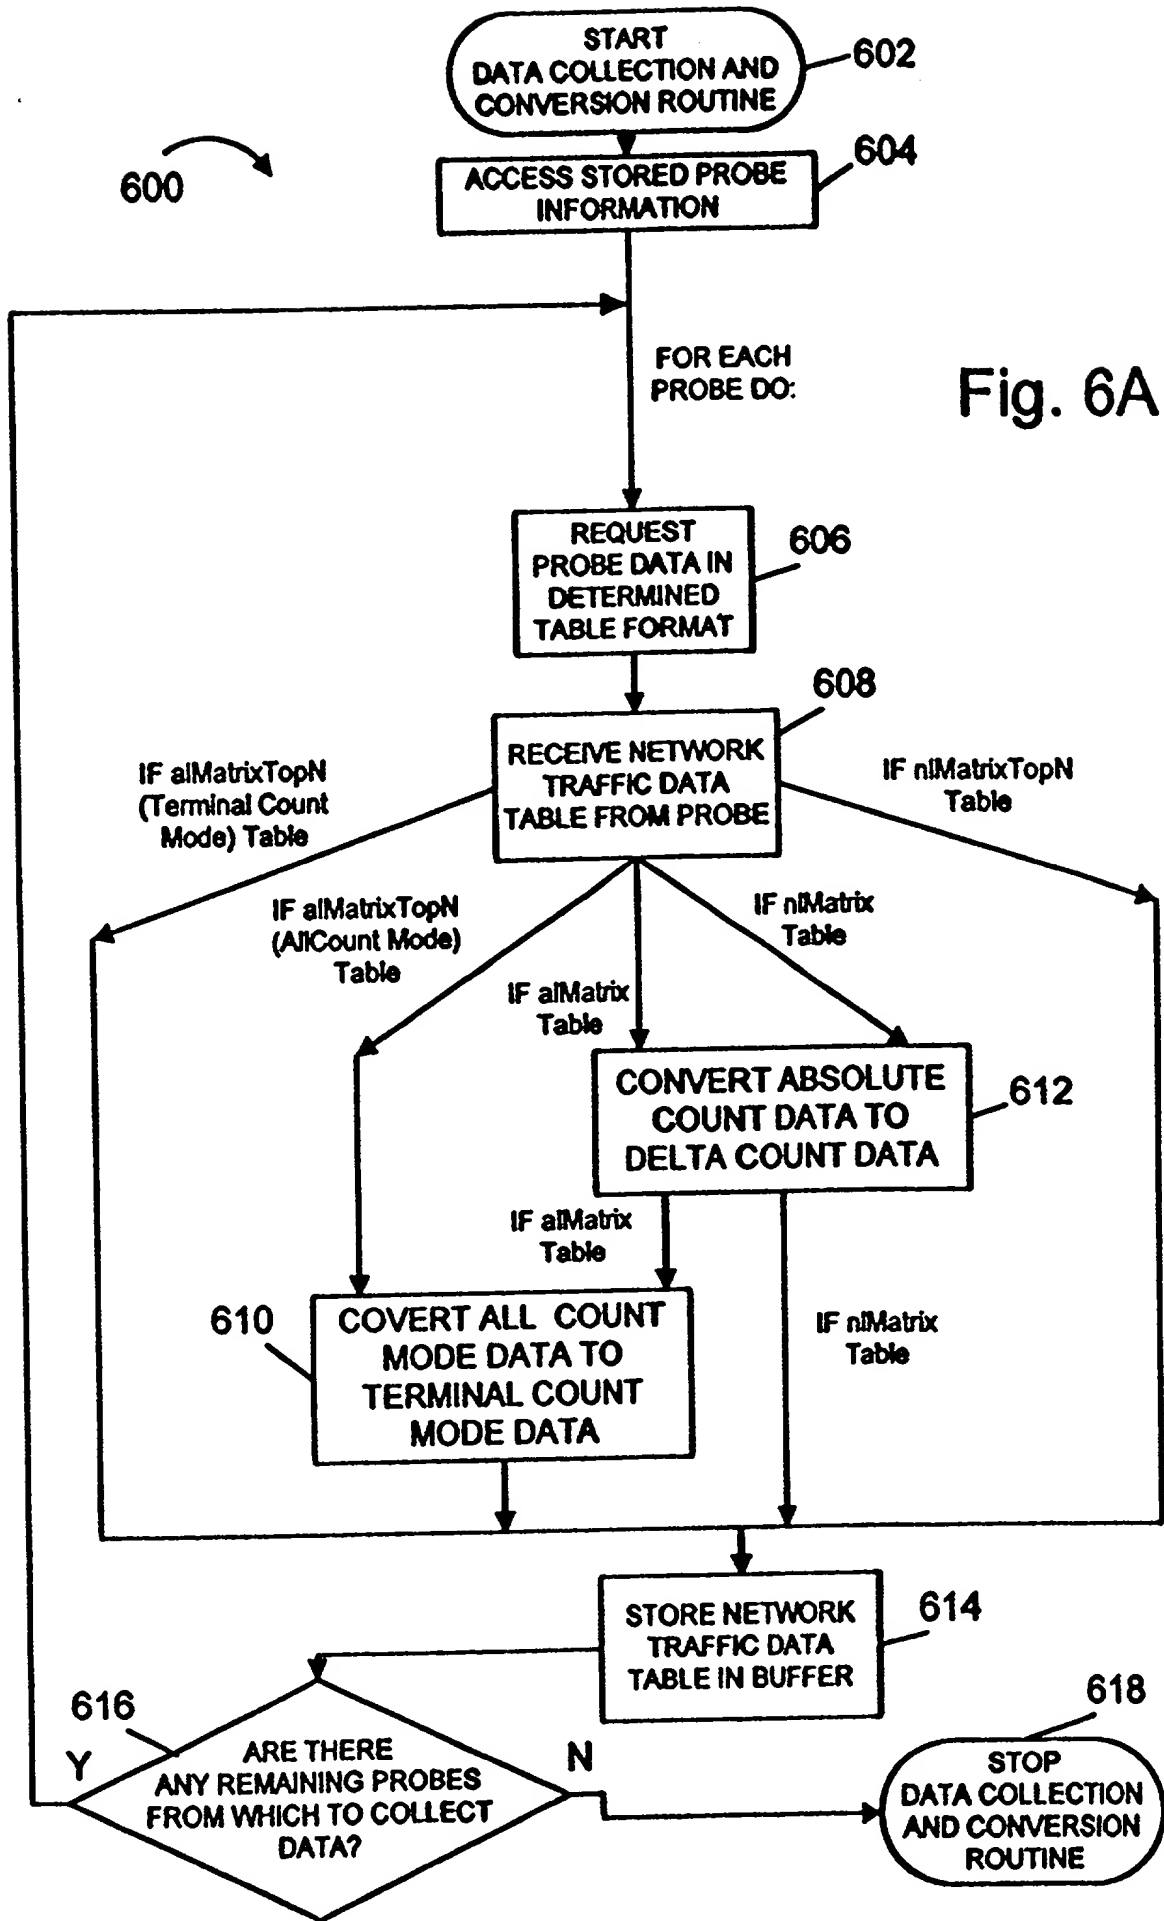 START
DATA COLLECTION AND
CONVERSION ROUTINE
602
600
604
ACCESS STORED PROBE
INFORMATION
FOR EACH
PROBE DO:
Fig. 6A
REQUEST
PROBE DATA IN
DETERMINED
TABLE FORMAT
606
608
RECEIVE NETWORK
TRAFFIC DATA
TABLE FROM PROBE
IF alMatrixTopN
(Terminal Count
Mode) Table
IF nlMatrixTopN
Table
IF alMatrixTopN
(AllCount Mode)
Table
IF nlMatrix
Table
IF alMatrix
Table
CONVERT ABSOLUTE
COUNT DATA TO
DELTA COUNT DATA
612
IF alMatrix
Table
610
COVERT ALL COUNT
MODE DATA TO
TERMINAL COUNT
MODE DATA
IF nlMatrix
Table
STORE NETWORK
TRAFFIC DATA
TABLE IN BUFFER
614
616
Y
ARE THERE
ANY REMAINING PROBES
FROM WHICH TO COLLECT
DATA?
N
618
STOP
DATA COLLECTION
AND CONVERSION
ROUTINE